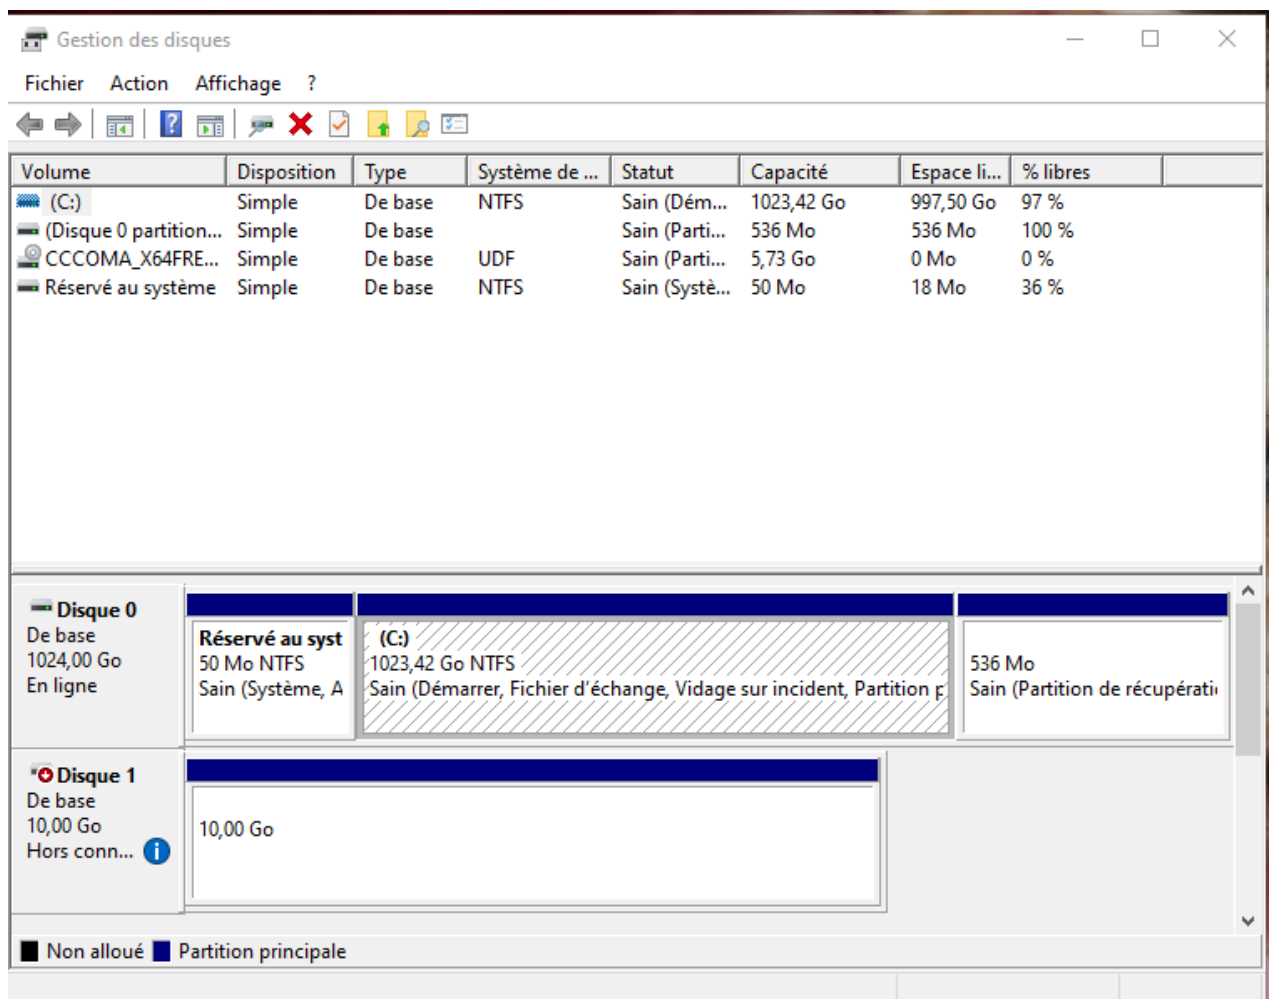 Gestion des disques
Fichier Action Affichage ?
Volume Disposition Type Système de ... Statut Capacité Espace li... % libres
(C:) Simple De base NTFS Sain (Dém... 1023,42 Go 997,50 Go 97 %
(Disque 0 partition... Simple De base Sain (Parti... 536 Mo 536 Mo 100 %
CCCOMA_X64FRE... Simple De base UDF Sain (Parti... 5,73 Go 0 Mo 0 %
Réservé au système Simple De base NTFS Sain (Systè... 50 Mo 18 Mo 36 %
Disque 0
De base
1024,00 Go
En ligne
Réservé au syst
50 Mo NTFS
Sain (Système, A
(C:)
1023,42 Go NTFS
Sain (Démarrer, Fichier d'échange, Vidage sur incident, Partition p
536 Mo
Sain (Partition de récupérati
Disque 1
De base
10,00 Go
Hors conn...
10,00 Go
Non alloué Partition principale